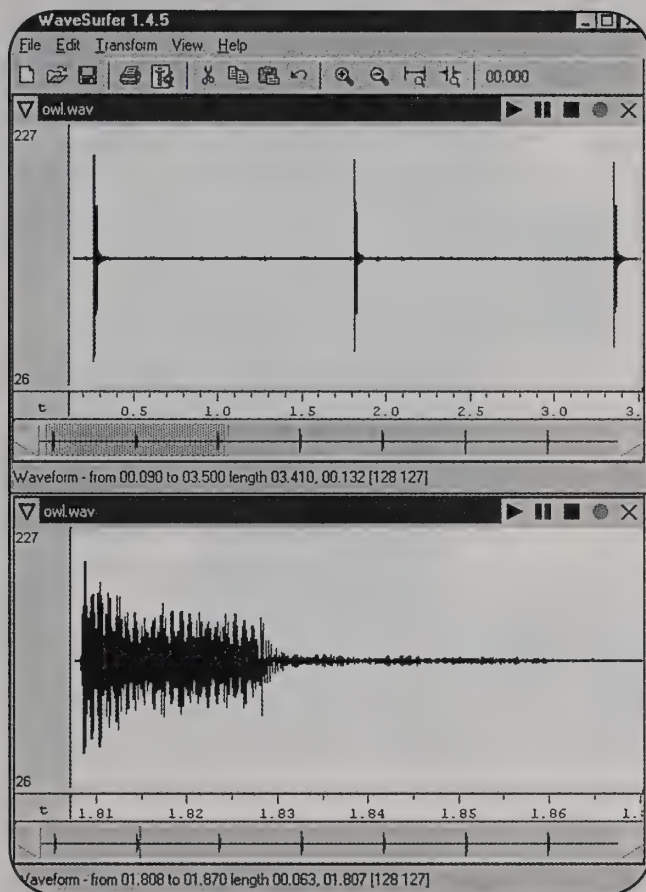 WaveSurfer 1.4.5
File Edit Transform View Help
00.000
owl.wav
227
26
t 0.5 1.0 1.5 2.0 2.5 3.0 3.
Waveform - from 00.090 to 03.500 length 03.410, 00.132 [128 127]
owl.wav
227
26
t 1.81 1.82 1.83 1.84 1.85 1.86
Waveform - from 01.808 to 01.870 length 00.063, 01.807 [128 127]